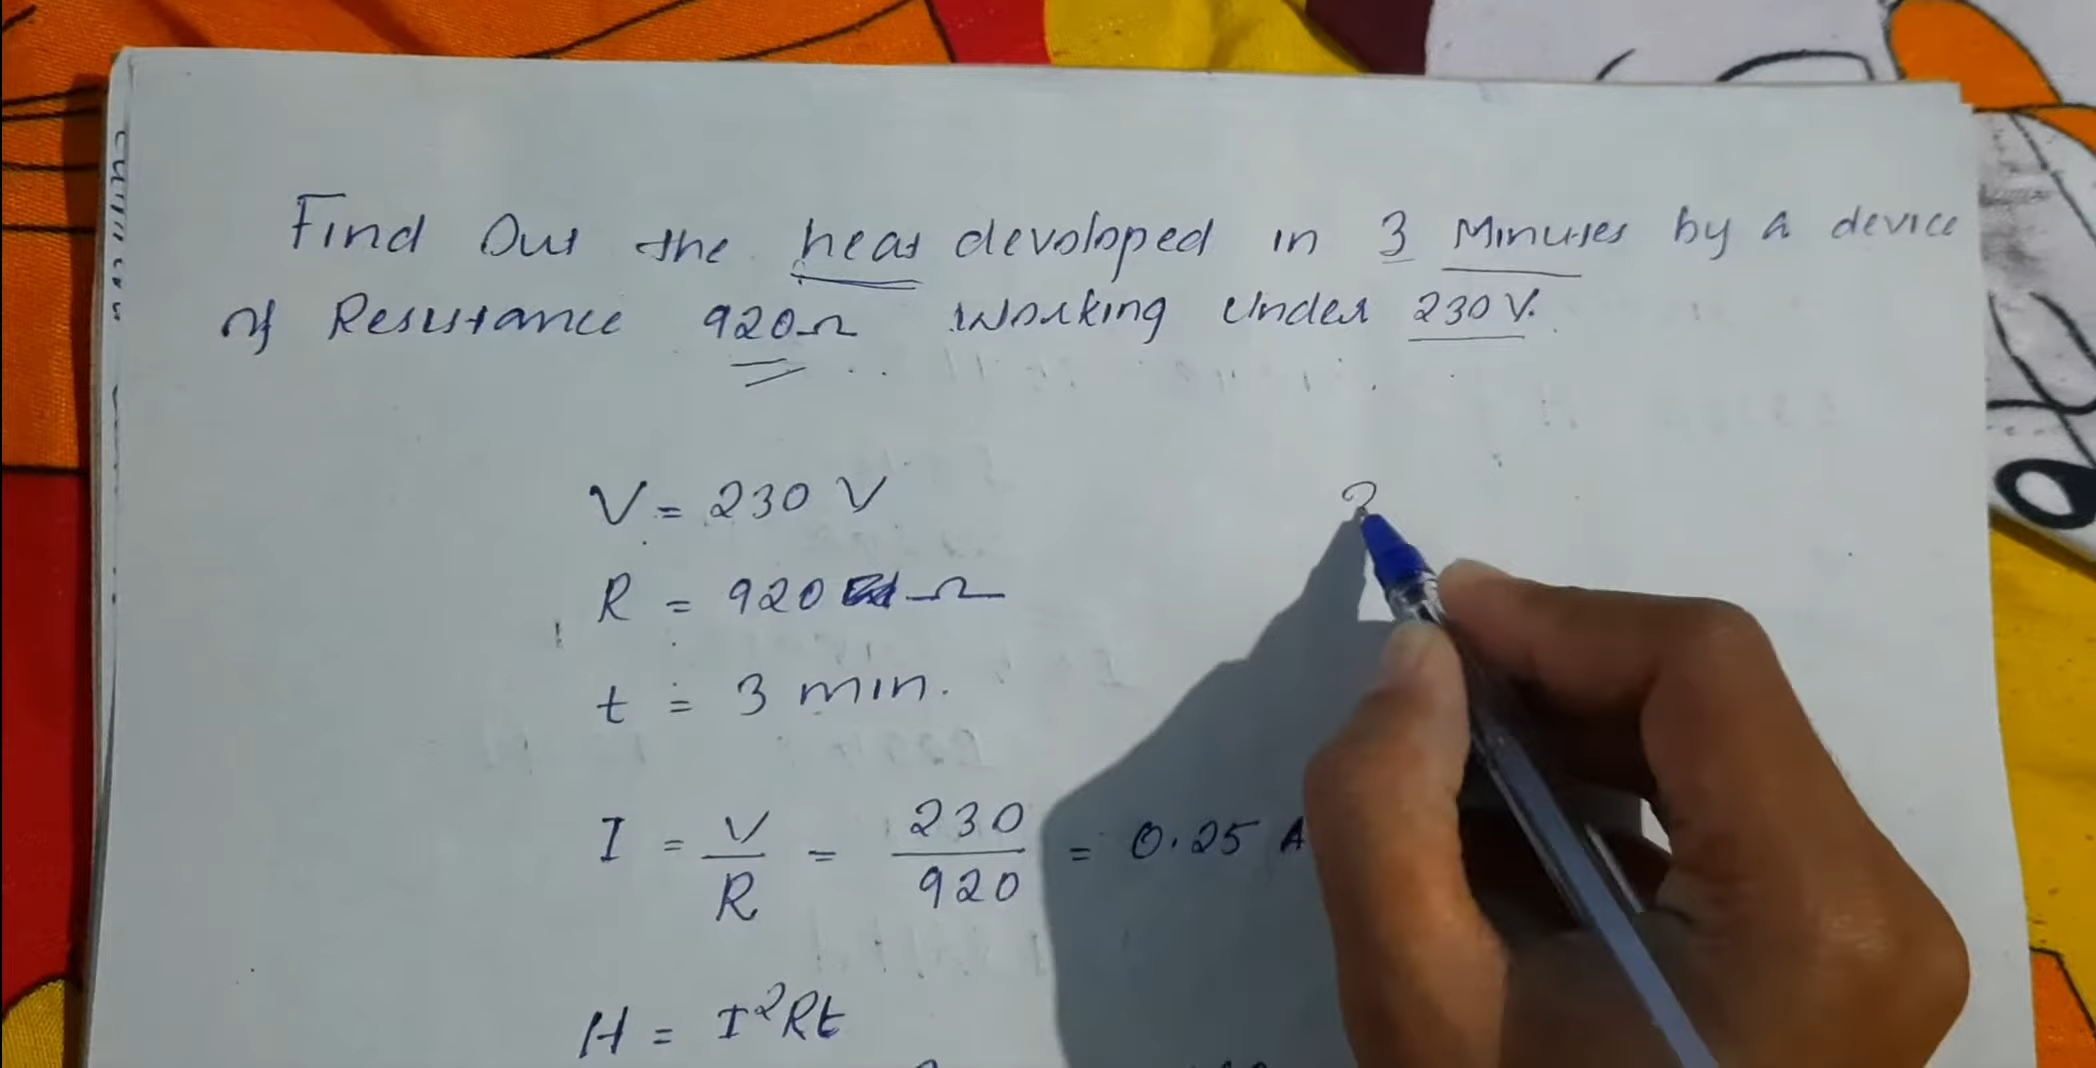 Find Out the heat developed in 3 Minutes by a device
of Resistance 920Ω Working Under 230 V.
V = 230 V
R = 920 Ω
t = 3 min.
2
I = V/R = 230/920 = 0.25 A
H = I²Rt